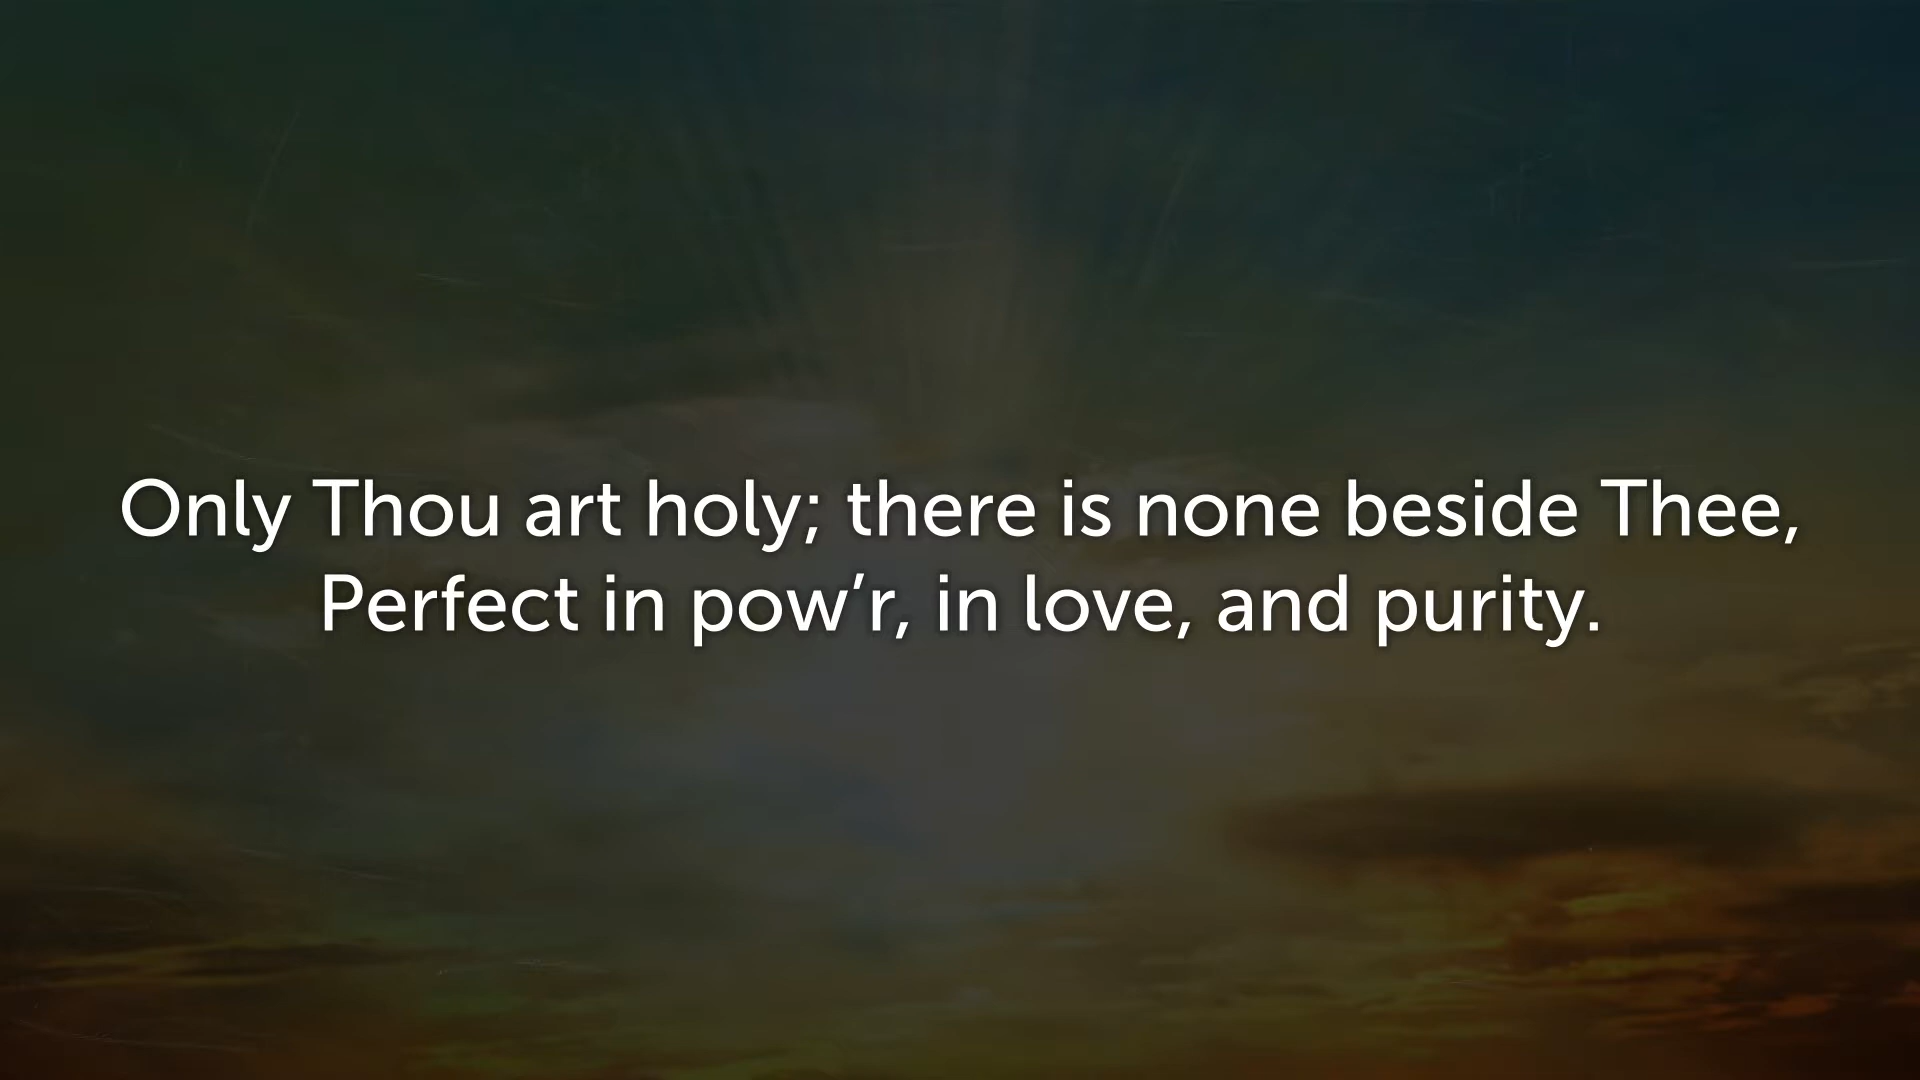 Only Thou art holy; there is none beside Thee,
Perfect in pow’r, in love, and purity.